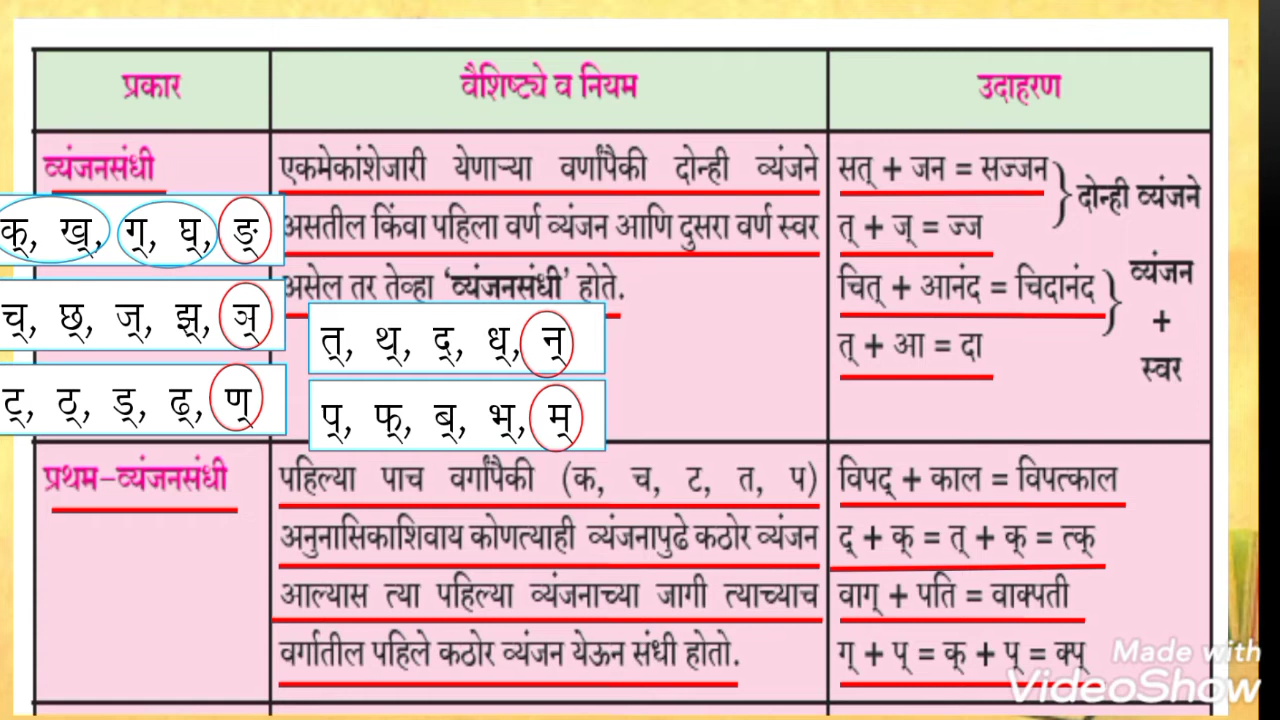 प्रकार
वैशिष्ट्ये व नियम
उदाहरण
व्यंजनसंधी
एकमेकांशेजारी येणाऱ्या वर्णांपैकी दोन्ही व्यंजने
असतील किंवा पहिला वर्ण व्यंजन आणि दुसरा वर्ण स्वर
असेल तर तेव्हा ‘व्यंजनसंधी’ होते.
सत् + जन = सज्जन
त् + ज् = ज्ज
दोन्ही व्यंजने
चित् + आनंद = चिदानंद
त् + आ = दा
व्यंजन
+
स्वर
क्, ख्, ग्, घ्, ङ्
च्, छ्, ज्, झ्, ञ्
ट्, ठ्, ड्, ढ्, ण्
त्, थ्, द्, ध्, न्
प्, फ्, ब्, भ्, म्
प्रथम-व्यंजनसंधी
पहिल्या पाच वर्गांपैकी (क, च, ट, त, प)
अनुनासिकाशिवाय कोणत्याही व्यंजनापुढे कठोर व्यंजन
आल्यास त्या पहिल्या व्यंजनाच्या जागी त्याच्याच
वर्गातील पहिले कठोर व्यंजन येऊन संधी होतो.
विपद् + काल = विपत्काल
द् + क् = त् + क् = त्क्
वाग् + पति = वाक्पती
ग् + प् = क् + प् = क्प्
Made with
VideoShow